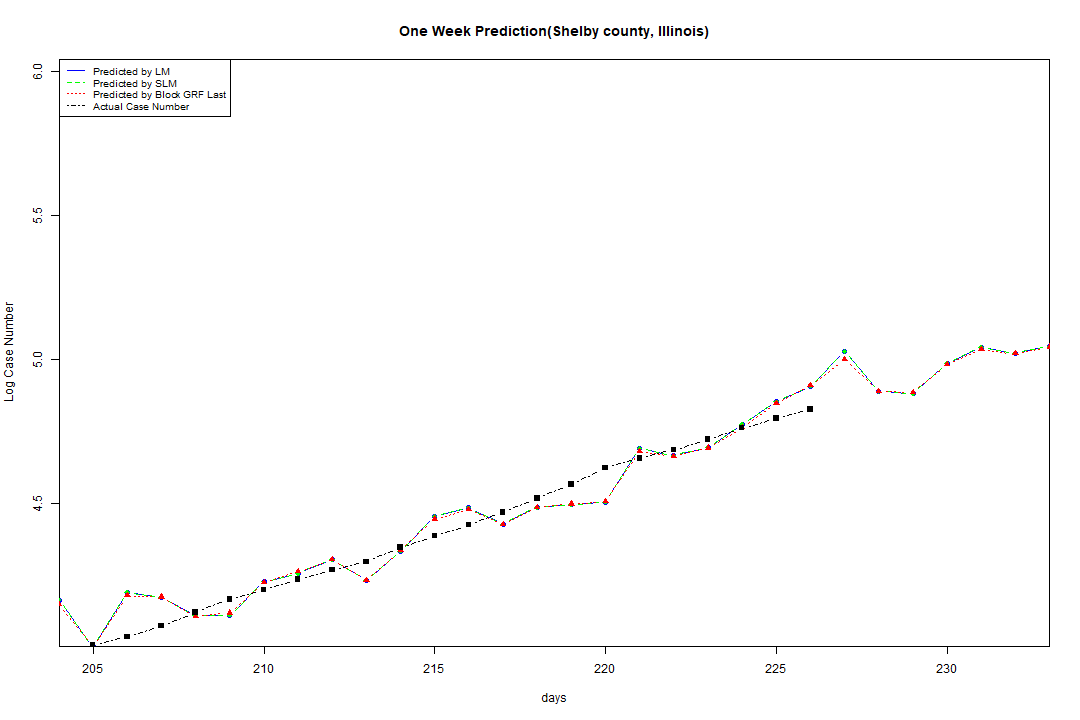 One Week Prediction(Shelby county, Illinois)
Predicted by LM
Predicted by SLM
Predicted by Block GRF Last
Actual Case Number
6.0
5.5
5.0
4.5
Log Case Number
205 210 215 220 225 230
days